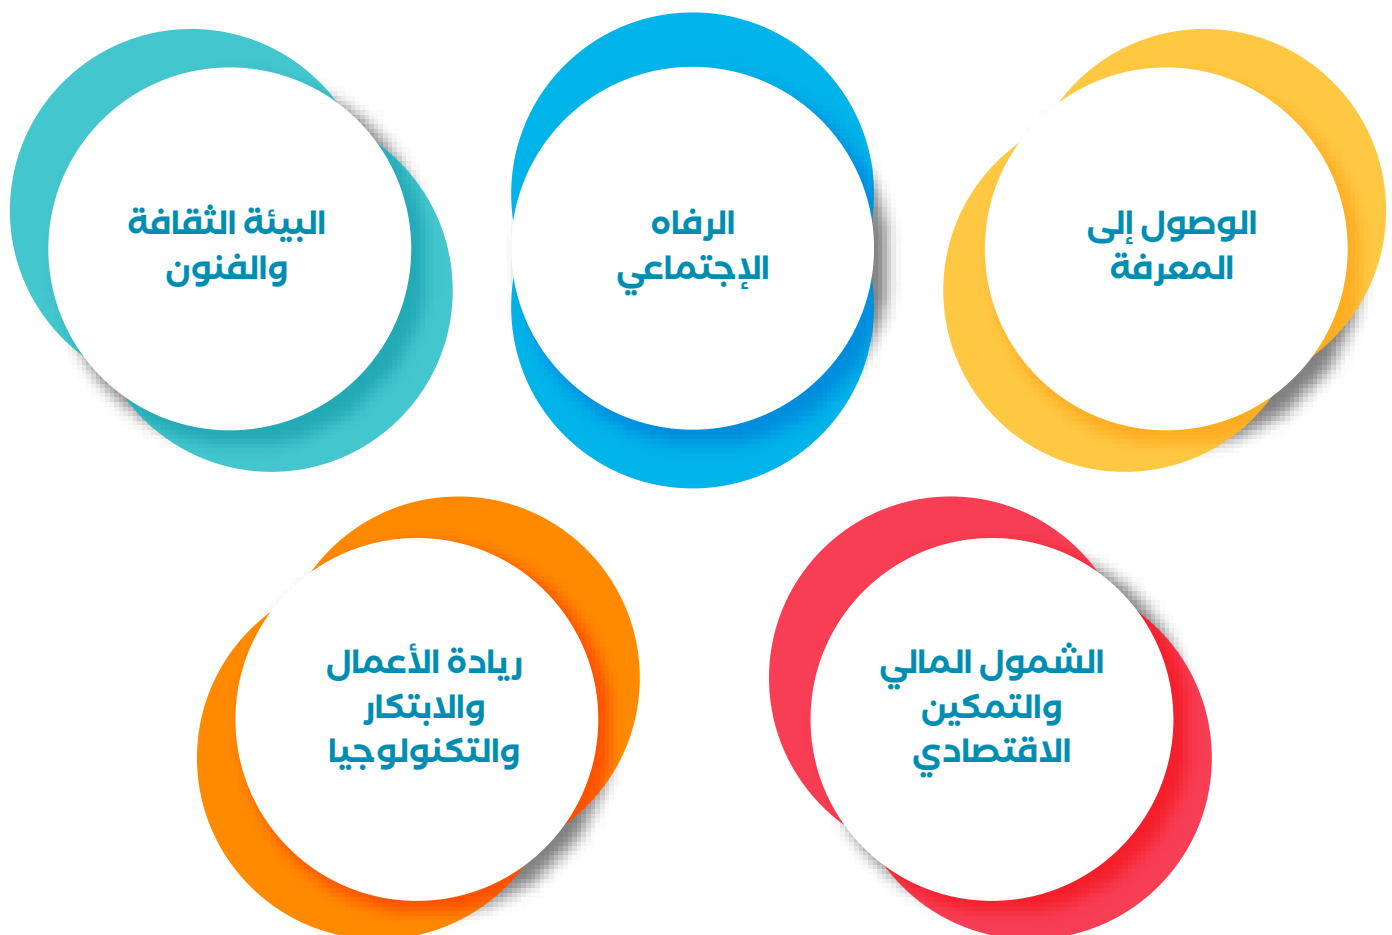 الوصول إلى
المعرفة
الرفاه
الإجتماعي
البيئة الثقافة
والفنون
الشمول المالي
والتمكين
الاقتصادي
ريادة الأعمال
والابتكار
والتكنولوجيا